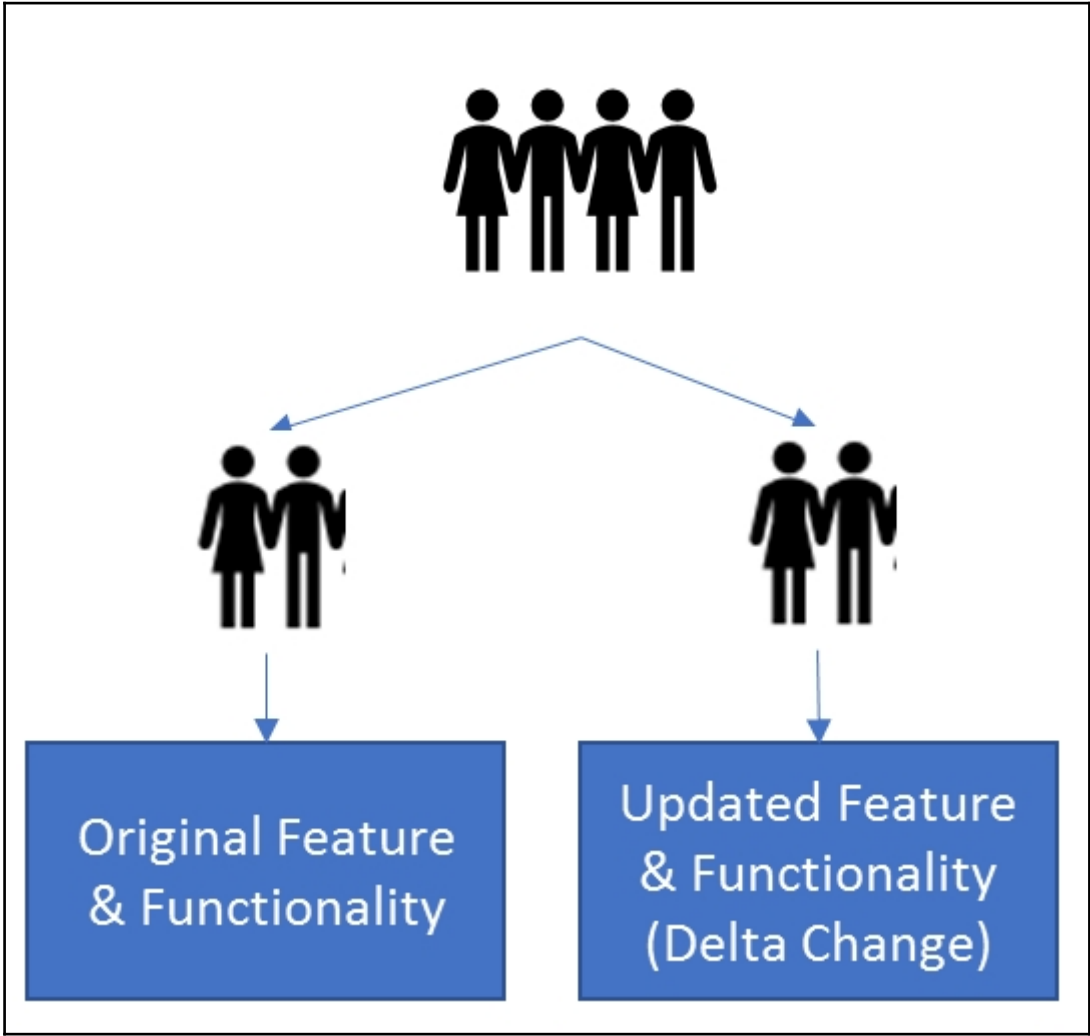 Original Feature
& Functionality
Updated Feature
& Functionality
(Delta Change)